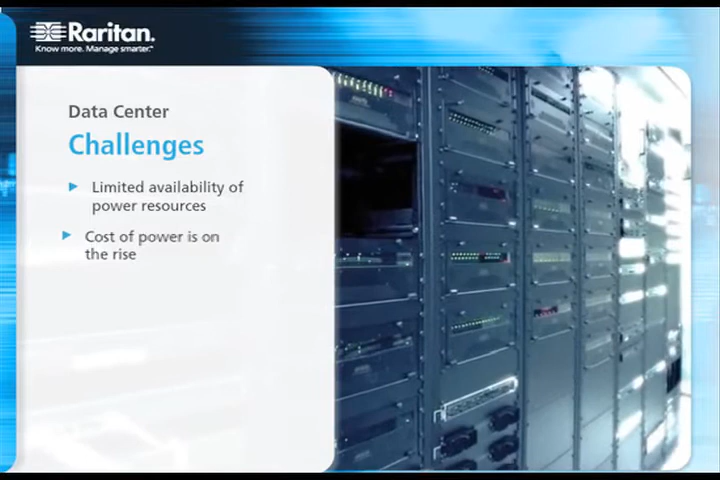 Raritan.
Know more. Manage smarter.™
Data Center
Challenges
Limited availability of
power resources
Cost of power is on
the rise